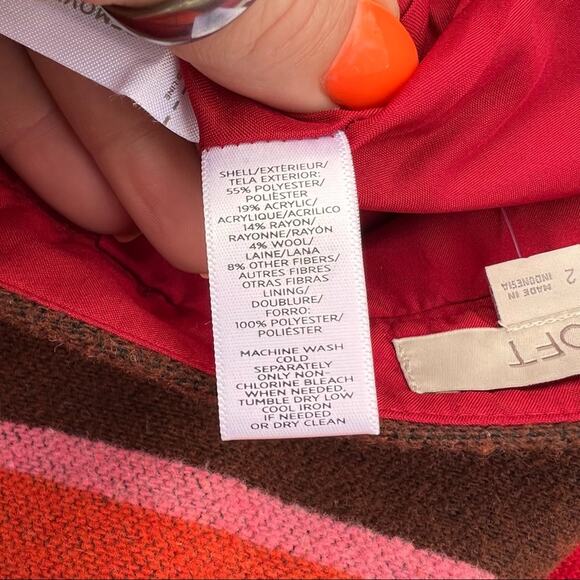 SHELL/EXTÉRIEUR/
TELA EXTERIOR:
55% POLYESTER/
POLIÉSTER
19% ACRYLIC/
ACRYLIQUE/ACRILICO
14% RAYON/
RAYONNE/RAYÓN
4% WOOL/
LAINE/LANA
8% OTHER FIBERS/
AUTRES FIBRES
OTRAS FIBRAS
LINING/
DOUBLURE/
FORRO:
100% POLYESTER/
POLIÉSTER
MACHINE WASH
COLD
SEPARATELY
ONLY NON-
CHLORINE BLEACH
WHEN NEEDED.
TUMBLE DRY LOW
COOL IRON
IF NEEDED
OR DRY CLEAN
MADE IN
INDONESIA
2
OFT